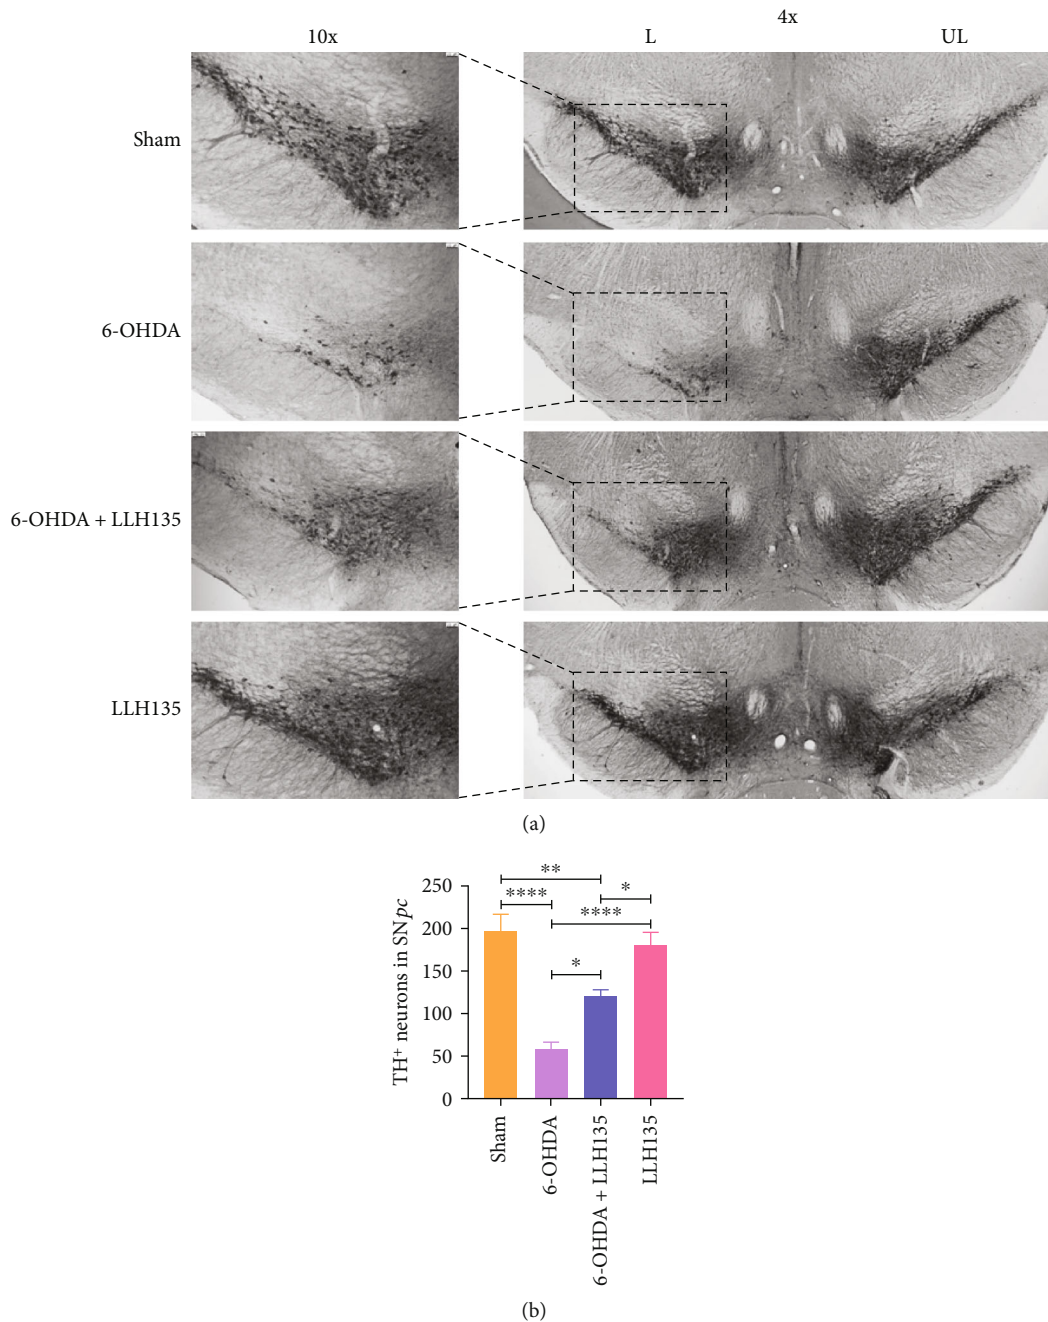 4x
10x L UL
Sham
6-OHDA
6-OHDA + LLH135
LLH135
(a)
**
**** *
****
*
TH⁺ neurons in SNpc
250
200
150
100
50
0
Sham
6-OHDA
6-OHDA + LLH135
LLH135
(b)